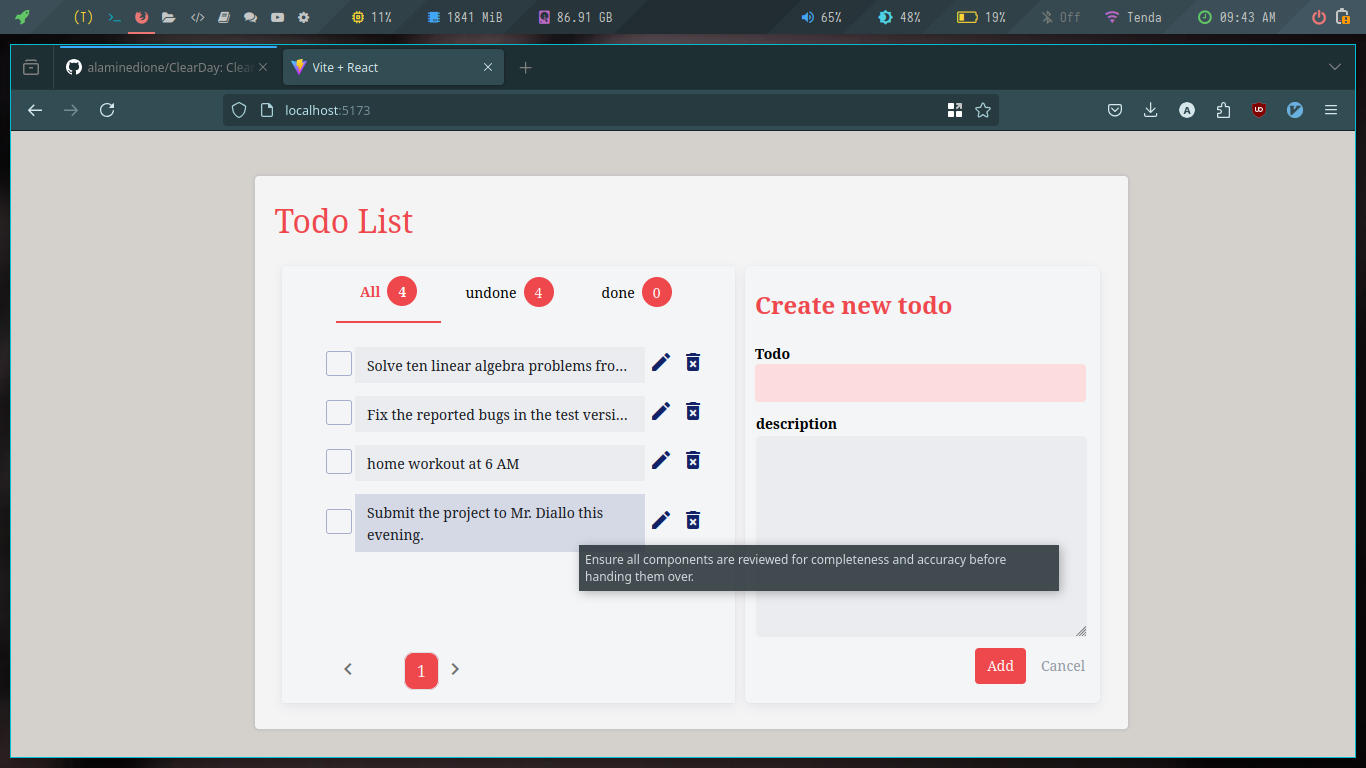 (T) 11% 1841 MiB 86.91 GB 65% 48% 19% Off Tenda 09:43 AM
alaminedione/ClearDay: Clea
Vite + React
localhost:5173
Todo List
All 4 undone 4 done 0
Solve ten linear algebra problems fro...
Fix the reported bugs in the test versi...
home workout at 6 AM
Submit the project to Mr. Diallo this
evening.
Ensure all components are reviewed for completeness and accuracy before
handing them over.
1
Create new todo
Todo
description
Add Cancel